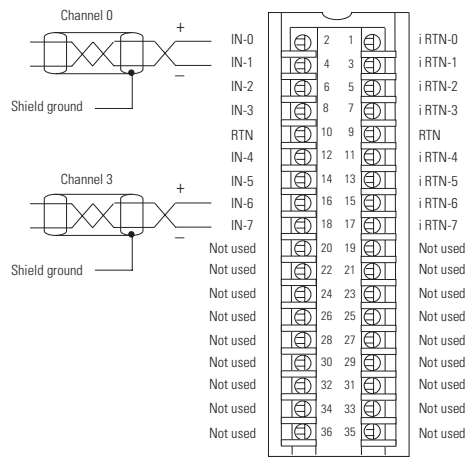 Channel 0
+
–
Shield ground
Channel 3
+
–
Shield ground
IN-0 2 1 i RTN-0
IN-1 4 3 i RTN-1
IN-2 6 5 i RTN-2
IN-3 8 7 i RTN-3
RTN 10 9 RTN
IN-4 12 11 i RTN-4
IN-5 14 13 i RTN-5
IN-6 16 15 i RTN-6
IN-7 18 17 i RTN-7
Not used 20 19 Not used
Not used 22 21 Not used
Not used 24 23 Not used
Not used 26 25 Not used
Not used 28 27 Not used
Not used 30 29 Not used
Not used 32 31 Not used
Not used 34 33 Not used
Not used 36 35 Not used